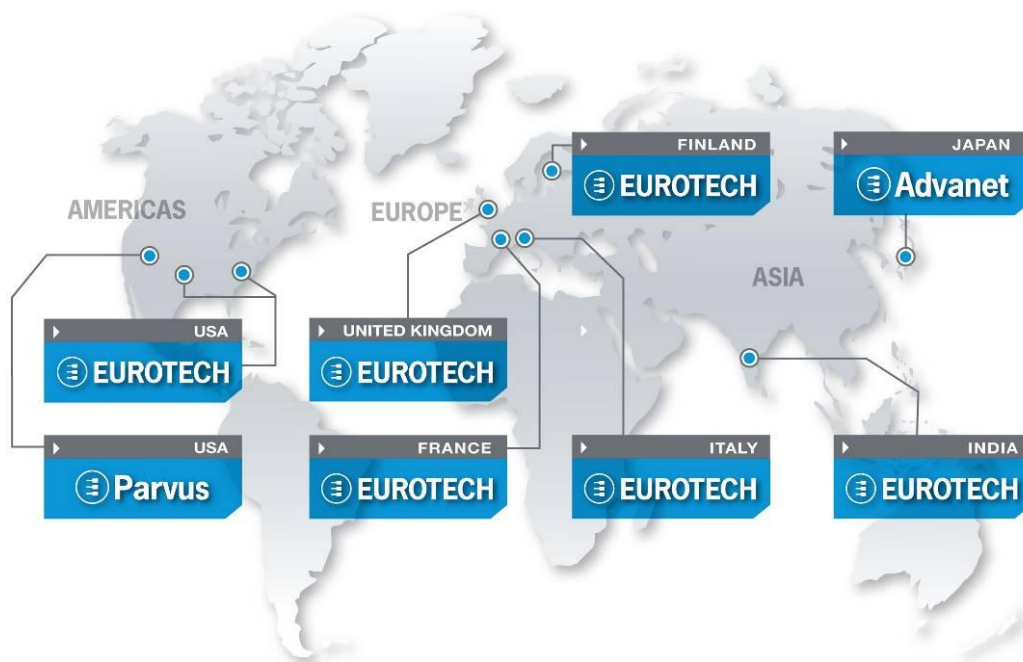 FINLAND
EUROTECH
JAPAN
Advanet
AMERICAS
EUROPE
ASIA
USA
EUROTECH
UNITED KINGDOM
EUROTECH
USA
Parvus
FRANCE
EUROTECH
ITALY
EUROTECH
INDIA
EUROTECH